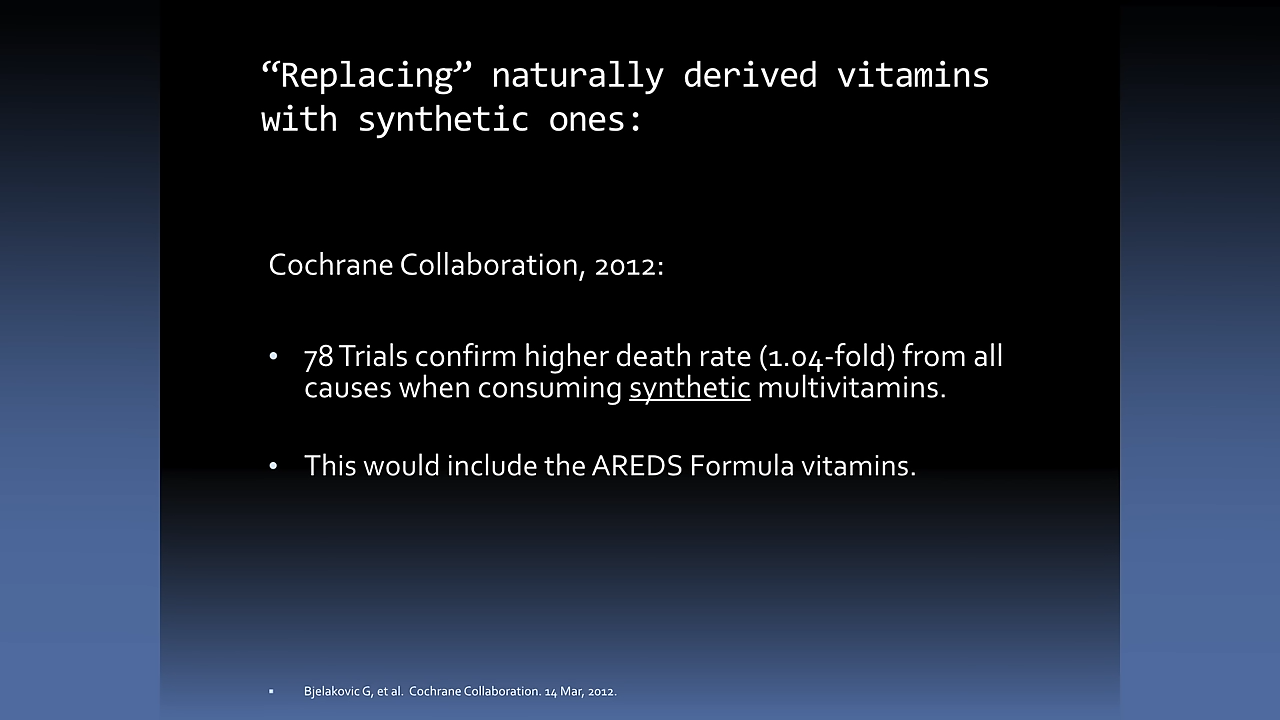 “Replacing” naturally derived vitamins
with synthetic ones:
Cochrane Collaboration, 2012:
• 78 Trials confirm higher death rate (1.04-fold) from all
causes when consuming synthetic multivitamins.
• This would include the AREDS Formula vitamins.
▪ Bjelakovic G, et al. Cochrane Collaboration. 14 Mar, 2012.